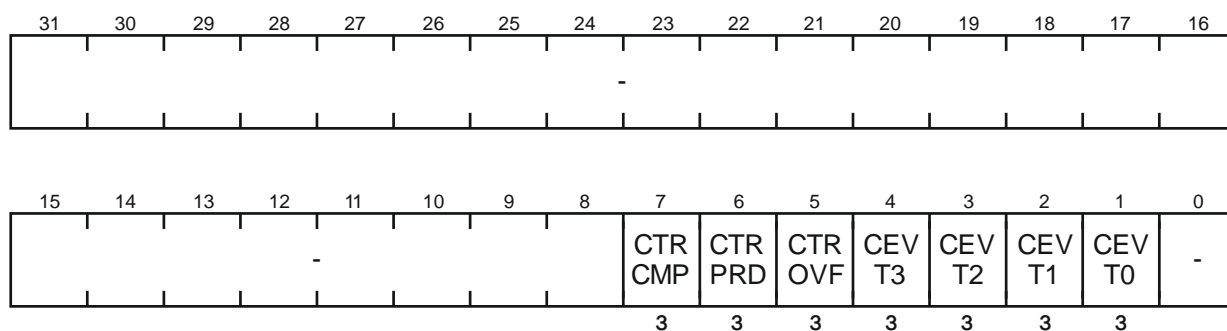 31 30 29 28 27 26 25 24 23 22 21 20 19 18 17 16
-
15 14 13 12 11 10 9 8 7 6 5 4 3 2 1 0
- CTR CTR CTR CEV CEV CEV CEV -
CMP PRD OVF T3 T2 T1 T0
3 3 3 3 3 3 3